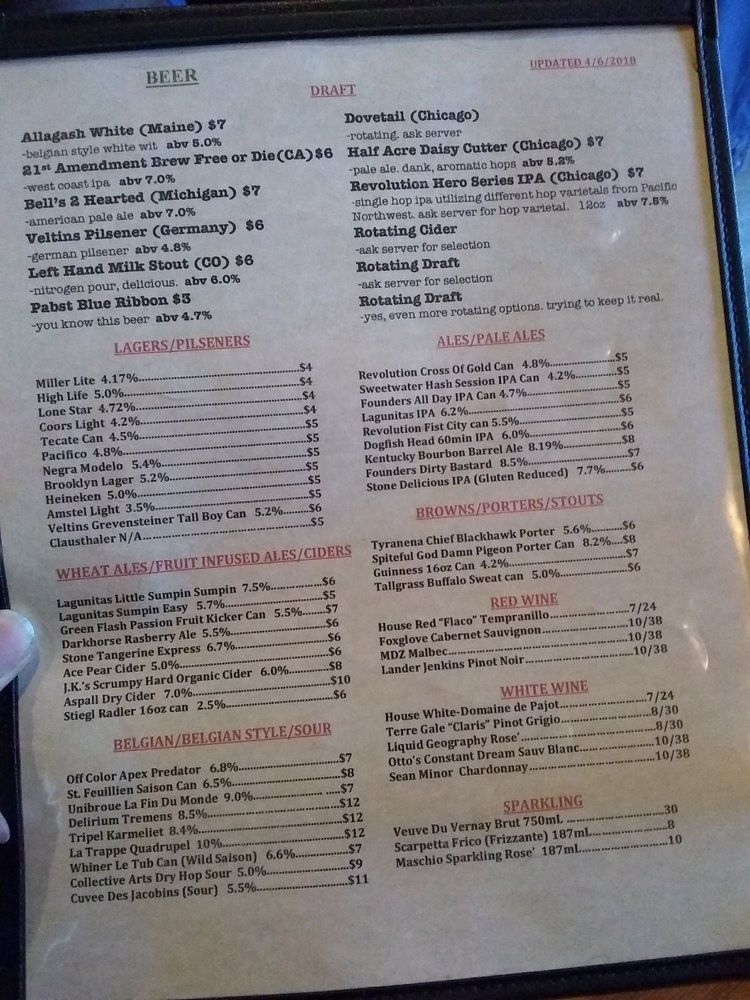 BEER
UPDATED 4/6/2018
DRAFT
Allagash White (Maine) $7
-belgian style white wit abv 5.0%
21st Amendment Brew Free or Die(CA)$6
-west coast ipa abv 7.0%
Bell's 2 Hearted (Michigan) $7
-american pale ale abv 7.0%
Veltins Pilsener (Germany) $6
-german pilsener abv 4.8%
Left Hand Milk Stout (CO) $6
-nitrogen pour, delicious. abv 6.0%
Pabst Blue Ribbon $3
-you know this beer abv 4.7%
Dovetail (Chicago)
-rotating. ask server
Half Acre Daisy Cutter (Chicago) $7
-pale ale. dank, aromatic hops abv 5.2%
Revolution Hero Series IPA (Chicago) $7
-single hop ipa utilizing different hop varietals from Pacific
Northwest. ask server for hop varietal. 12oz abv 7.5%
Rotating Cider
-ask server for selection
Rotating Draft
-ask server for selection
Rotating Draft
-yes, even more rotating options. trying to keep it real.
LAGERS/PILSENERS
Miller Lite 4.17%.....$4
High Life 5.0%.....$4
Lone Star 4.72%.....$4
Coors Light 4.2%.....$4
Tecate Can 4.5%.....$5
Pacifico 4.8%.....$5
Negra Modelo 5.4%.....$5
Brooklyn Lager 5.2%.....$5
Heineken 5.0%.....$5
Amstel Light 3.5%.....$5
Veltins Grevensteiner Tall Boy Can 5.2%.....$6
Clausthaler N/A.....$5
WHEAT ALES/FRUIT INFUSED ALES/CIDERS
Lagunitas Little Sumpin Sumpin 7.5%.....$6
Lagunitas Sumpin Easy 5.7%.....$5
Green Flash Passion Fruit Kicker Can 5.5%.....$7
Darkhorse Rasberry Ale 5.5%.....$6
Stone Tangerine Express 6.7%.....$6
Ace Pear Cider 5.0%.....$6
J.K.'s Scrumpy Hard Organic Cider 6.0%.....$8
Aspall Dry Cider 7.0%.....$10
Stiegl Radler 16oz can 2.5%.....$6
BELGIAN/BELGIAN STYLE/SOUR
Off Color Apex Predator 6.8%.....$7
St. Feuillien Saison Can 6.5%.....$8
Unibroue La Fin Du Monde 9.0%..... .....$7
Delirium Tremens 8.5%.....$12
Tripel Karmeliet 8.4%.....$12
La Trappe Quadrupel 10%.....$12
Whiner Le Tub Can (Wild Saison) 6.6%.....$7
Collective Arts Dry Hop Sour 5.0%.....$9
Cuvee Des Jacobins (Sour) 5.5%.....$11
ALES/PALE ALES
Revolution Cross Of Gold Can 4.8%.....$5
Sweetwater Hash Session IPA Can 4.2%.....$5
Founders All Day IPA Can 4.7%.....$5
Lagunitas IPA 6.2%.....$6
Revolution Fist City can 5.5%.....$5
Dogfish Head 60min IPA 6.0%.....$6
Kentucky Bourbon Barrel Ale 8.19%.....$8
Founders Dirty Bastard 8.5%.....$7
Stone Delicious IPA (Gluten Reduced) 7.7%.....$6
BROWNS/PORTERS/STOUTS
Tyranena Chief Blackhawk Porter 5.6%.....$6
Spiteful God Damn Pigeon Porter Can 8.2%.....$8
Guinness 16oz Can 4.2%.....$7
Tallgrass Buffalo Sweat can 5.0%.....$6
RED WINE
House Red "Flaco" Tempranillo.....7/24
Foxglove Cabernet Sauvignon.....10/38
MDZ Malbec.....10/38
Lander Jenkins Pinot Noir.....10/38
WHITE WINE
House White-Domaine de Pajot.....7/24
Terre Gale "Claris" Pinot Grigio.....8/30
Liquid Geography Rose'.....8/30
Otto's Constant Dream Sauv Blanc.....10/38
Sean Minor Chardonnay.....10/38
SPARKLING
Veuve Du Vernay Brut 750mL .....30
Scarpetta Frico (Frizzante) 187mL.....8
Maschio Sparkling Rose' 187mL.....10